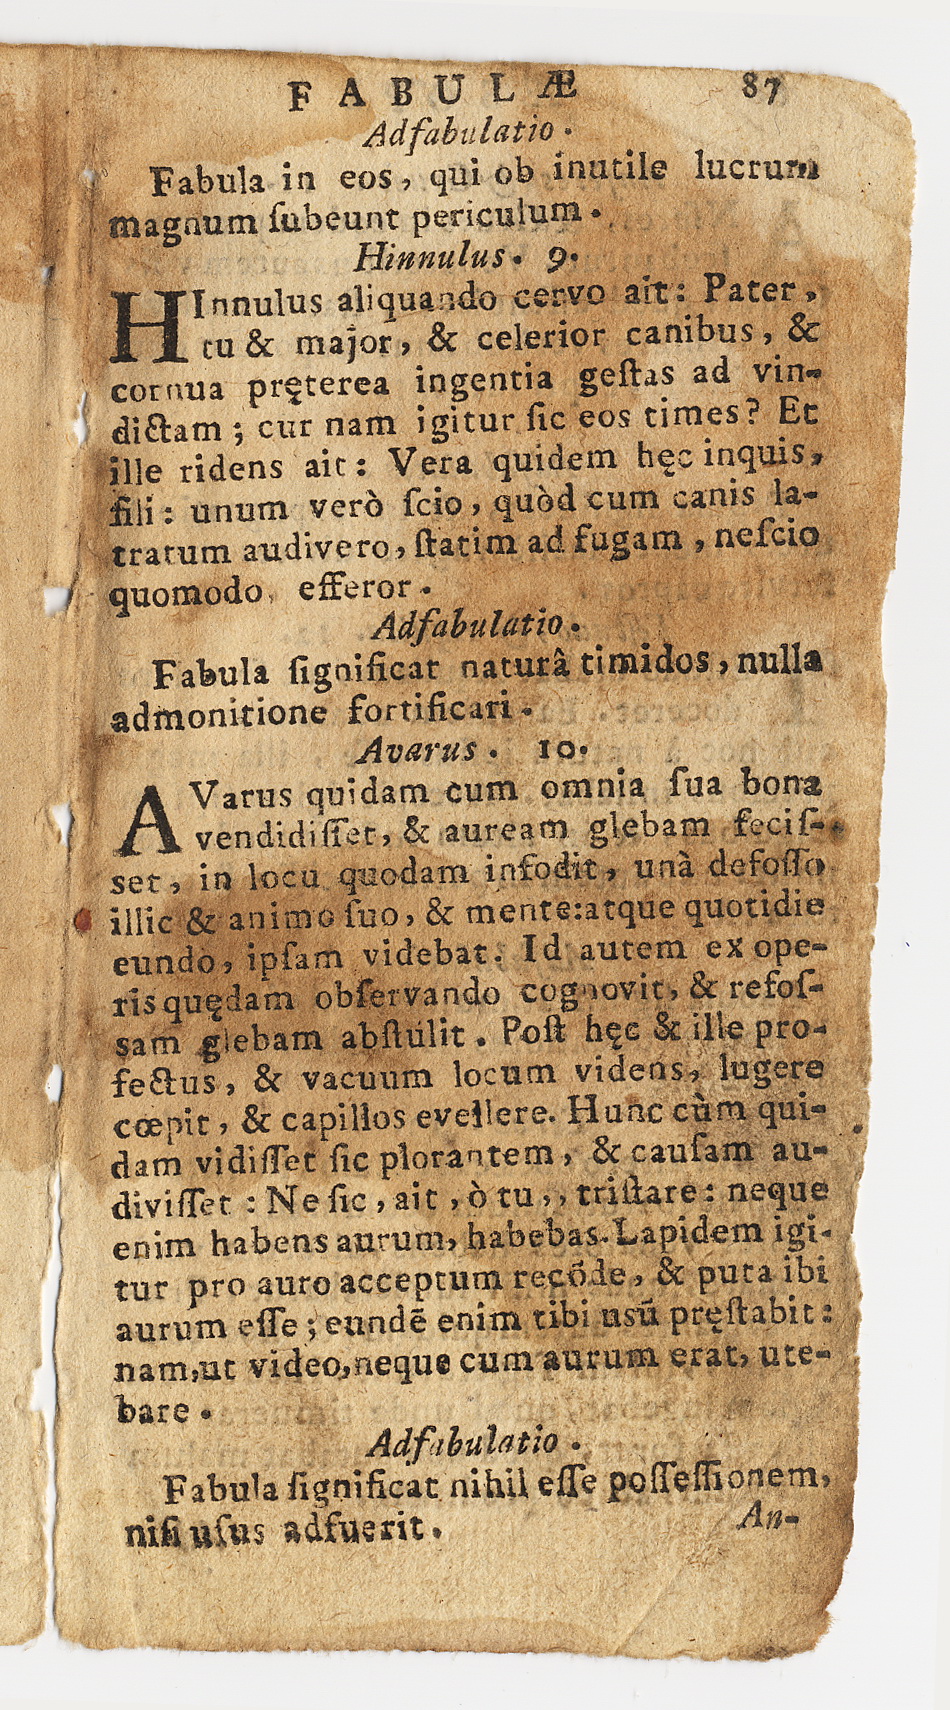 FABULÆ 87
Adfabulatio.
Fabula in eos, qui ob inutile lucrum
magnum ſubeunt periculum.
Hinnulus. 9.
HInnulus aliquando cervo ait: Pater,
tu & major, & celerior canibus, &
cornua pręterea ingentia geſtas ad vin-
dictam; cur nam igitur ſic eos times? Et
ille ridens ait: Vera quidem hęc inquis,
fili: unum verò ſcio, quòd cum canis la-
tratum audivero, ſtatim ad fugam, neſcio
quomodo efferor.
Adfabulatio.
Fabula ſignificat naturâ timidos, nulla
admonitione fortificari.
Avarus. 10.
AVarus quidam cum omnia ſua bona
vendidiſſet, & auream glebam feciſ-
set, in locu quodam infodit, unà defoſſo
illic & animo ſuo, & mente: atque quotidie
eundo, ipſam videbat. Id autem ex ope-
ris quędam obſervando cognovit, & refoſ-
sam glebam abſtulit. Poſt hęc & ille pro-
fectus, & vacuum locum videns, lugere
cœpit, & capillos evellere. Hunc cùm qui-
dam vidiſſet ſic plorantem, & cauſam au-
diviſſet: Ne ſic, ait, ò tu,, triſtare: neque
enim habens aurum, habebas. Lapidem igi-
tur pro auro acceptum recõde, & puta ibi
aurum eſſe; eundẽ enim tibi usũ pręſtabit:
nam, ut video, neque cum aurum erat, ute-
bare.
Adfabulatio.
Fabula ſignificat nihil eſſe poſſeſſionem,
niſi uſus adfuerit.
An-